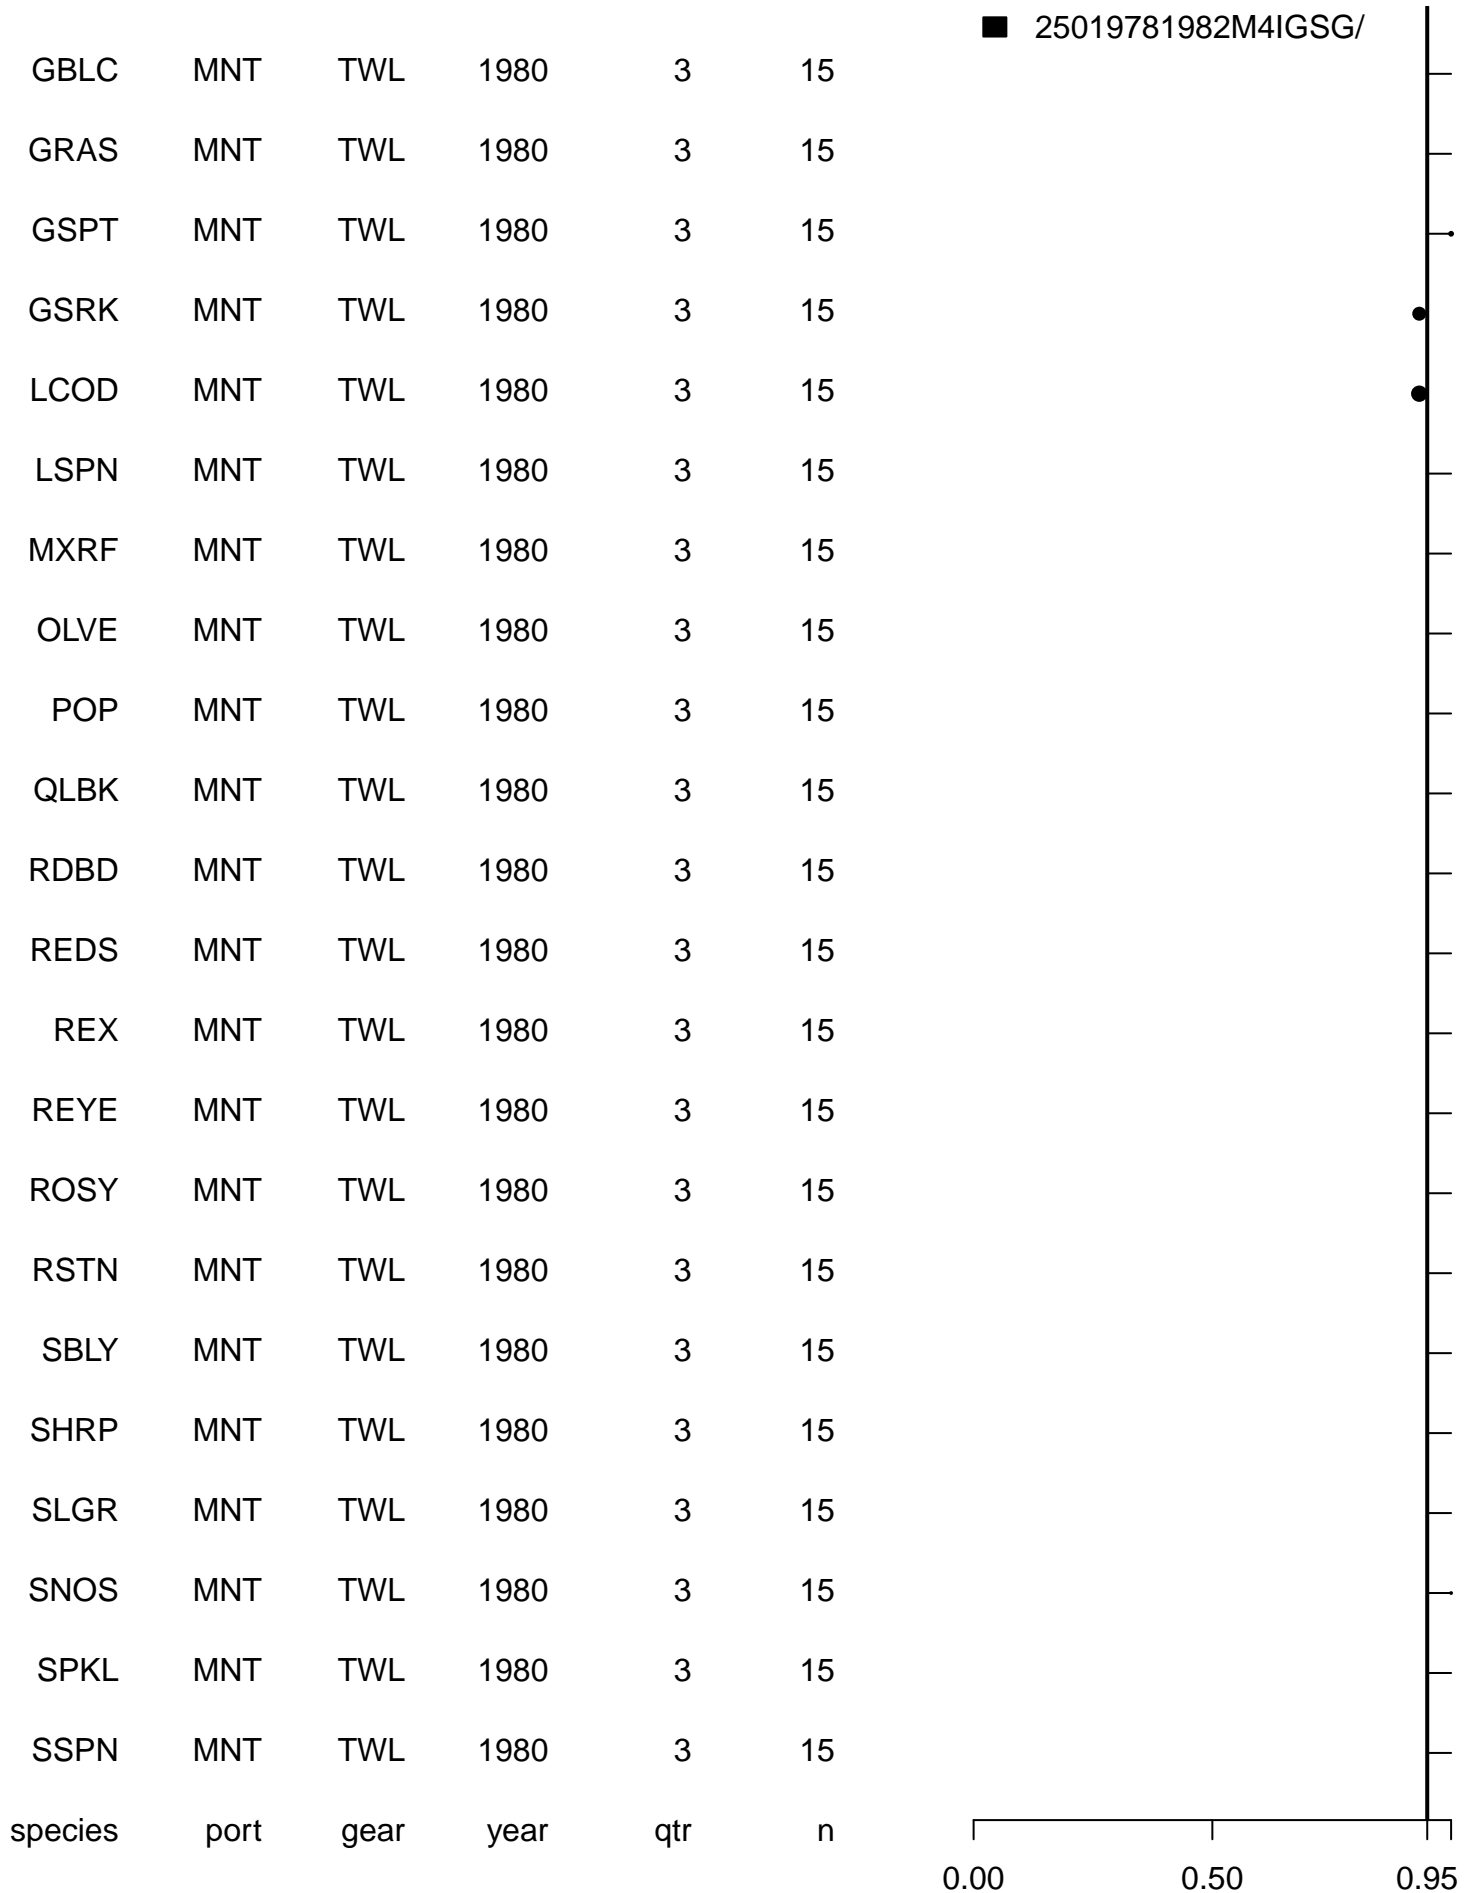 25019781982M4IGSG/
GBLC MNT TWL 1980 3 15
GRAS MNT TWL 1980 3 15
GSPT MNT TWL 1980 3 15
GSRK MNT TWL 1980 3 15
LCOD MNT TWL 1980 3 15
LSPN MNT TWL 1980 3 15
MXRF MNT TWL 1980 3 15
OLVE MNT TWL 1980 3 15
POP MNT TWL 1980 3 15
QLBK MNT TWL 1980 3 15
RDBD MNT TWL 1980 3 15
REDS MNT TWL 1980 3 15
REX MNT TWL 1980 3 15
REYE MNT TWL 1980 3 15
ROSY MNT TWL 1980 3 15
RSTN MNT TWL 1980 3 15
SBLY MNT TWL 1980 3 15
SHRP MNT TWL 1980 3 15
SLGR MNT TWL 1980 3 15
SNOS MNT TWL 1980 3 15
SPKL MNT TWL 1980 3 15
SSPN MNT TWL 1980 3 15
species port gear year qtr n
0.00 0.50 0.95